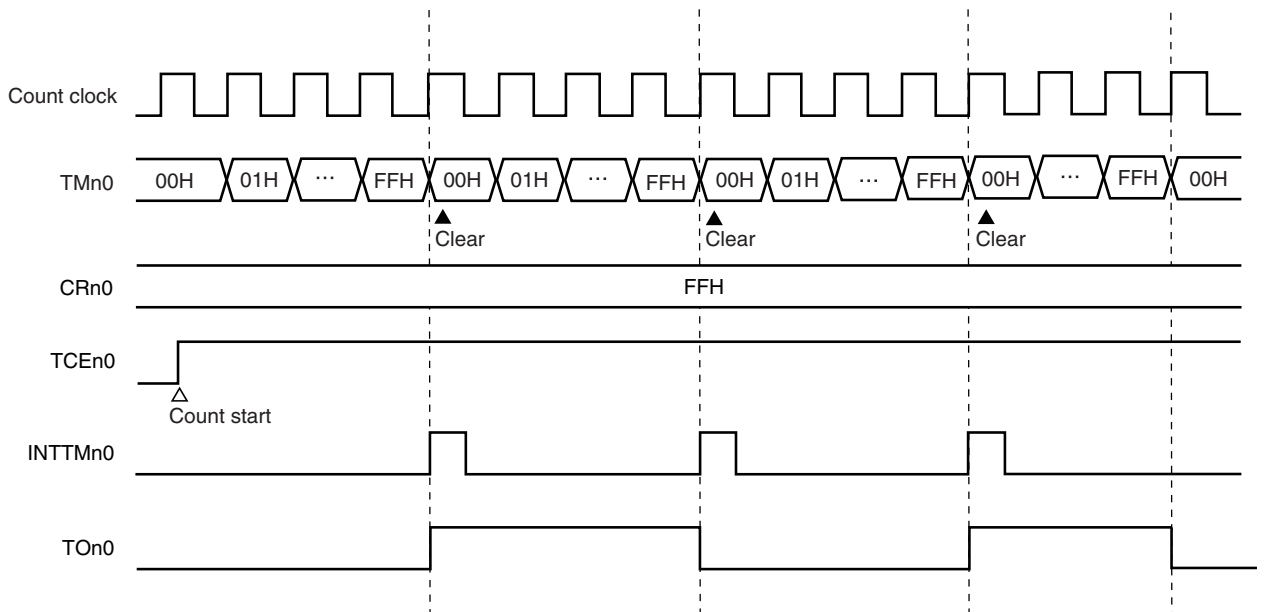 Count clock
TMn0 00H 01H ... FFH 00H 01H ... FFH 00H 01H ... FFH 00H ... FFH 00H
Clear Clear Clear
CRn0 FFH
TCEn0
Count start
INTTMn0
TOn0